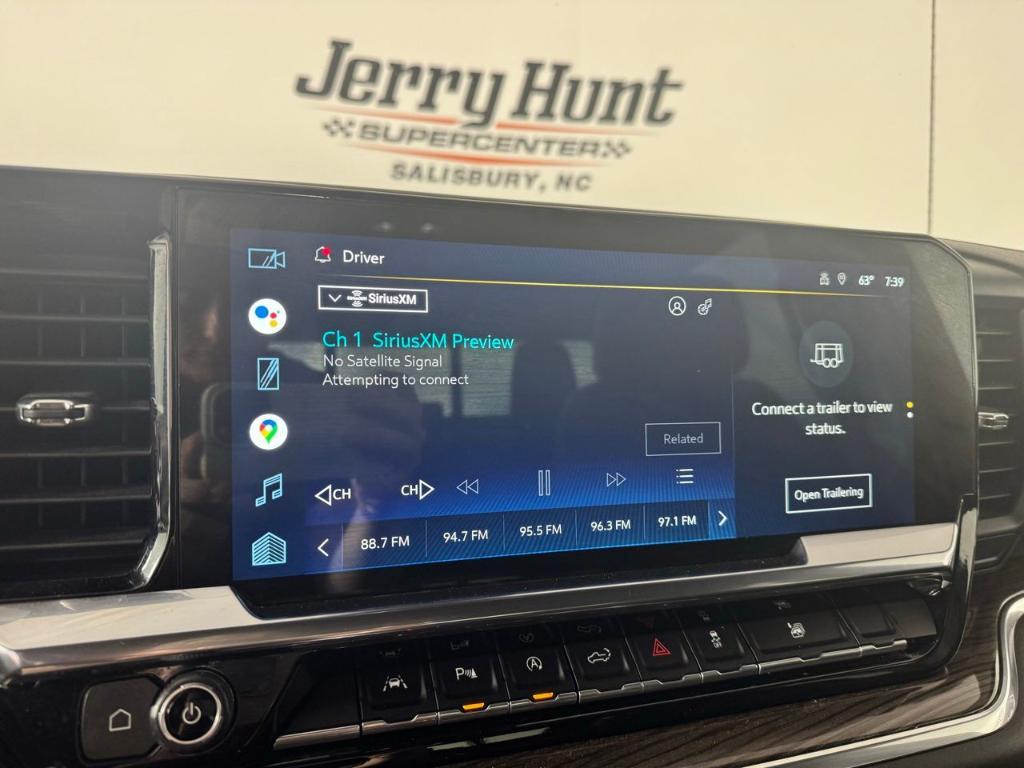 Jerry Hunt
SUPERCENTER
SALISBURY, NC
Driver
63° 7:39
SiriusXM
Ch 1 SiriusXM Preview
No Satellite Signal
Attempting to connect
Connect a trailer to view
status.
Related
CH CH
Open Trailering
88.7 FM 94.7 FM 95.5 FM 96.3 FM 97.1 FM
P
A